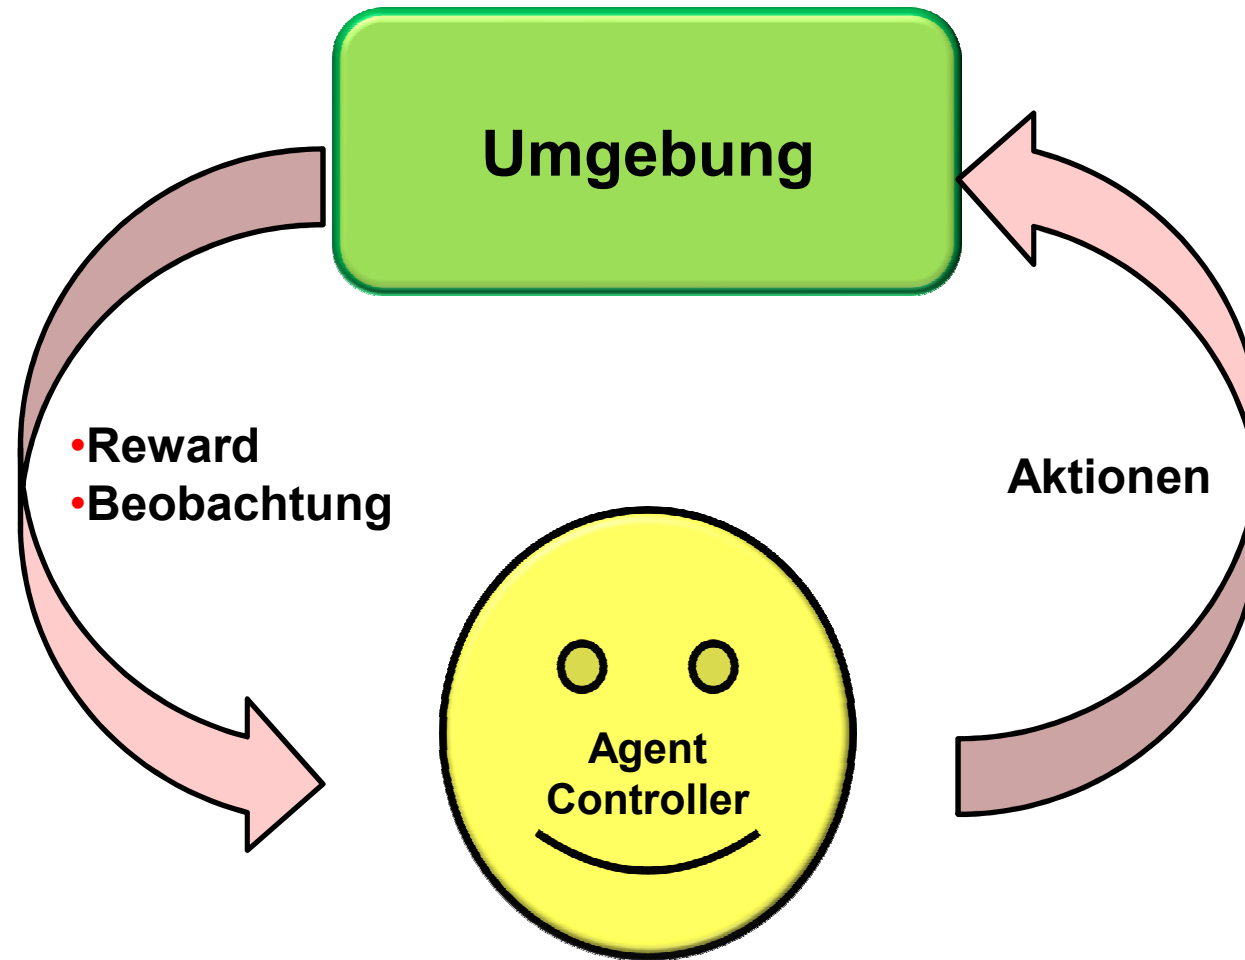 Umgebung
•Reward
•Beobachtung
Aktionen
Agent
Controller